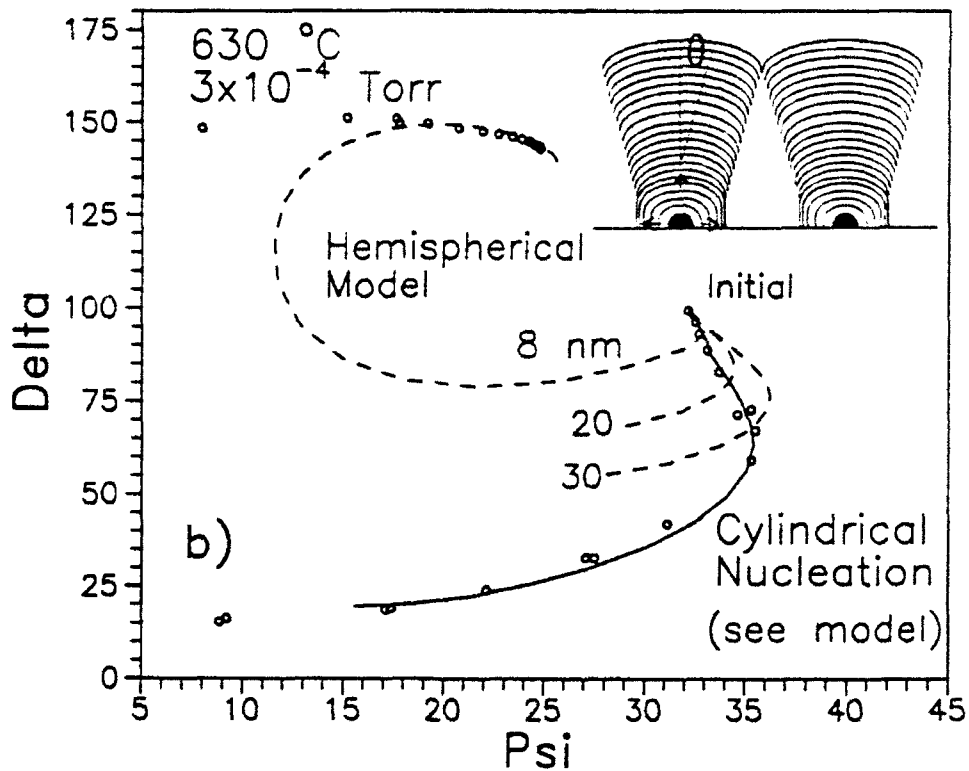 175
150
125
100
75
50
25
0
Delta
630 °C
3x10⁻⁴ Torr
θ
Hemispherical
Model
Initial
8 nm
20
30
b)
Cylindrical
Nucleation
(see model)
5
10
15
20
25
30
35
40
45
Psi